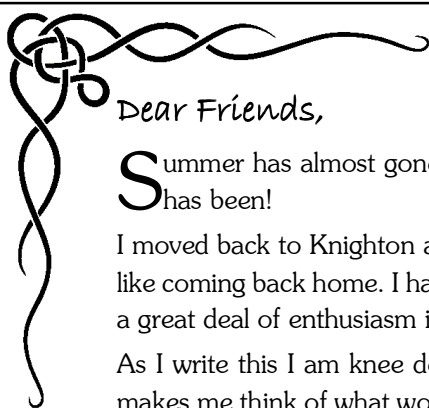 Dear Friends,
Summer has almost gone
has been!
I moved back to Knighton a
like coming back home. I ha
a great deal of enthusiasm i
As I write this I am knee de
makes me think of what wo